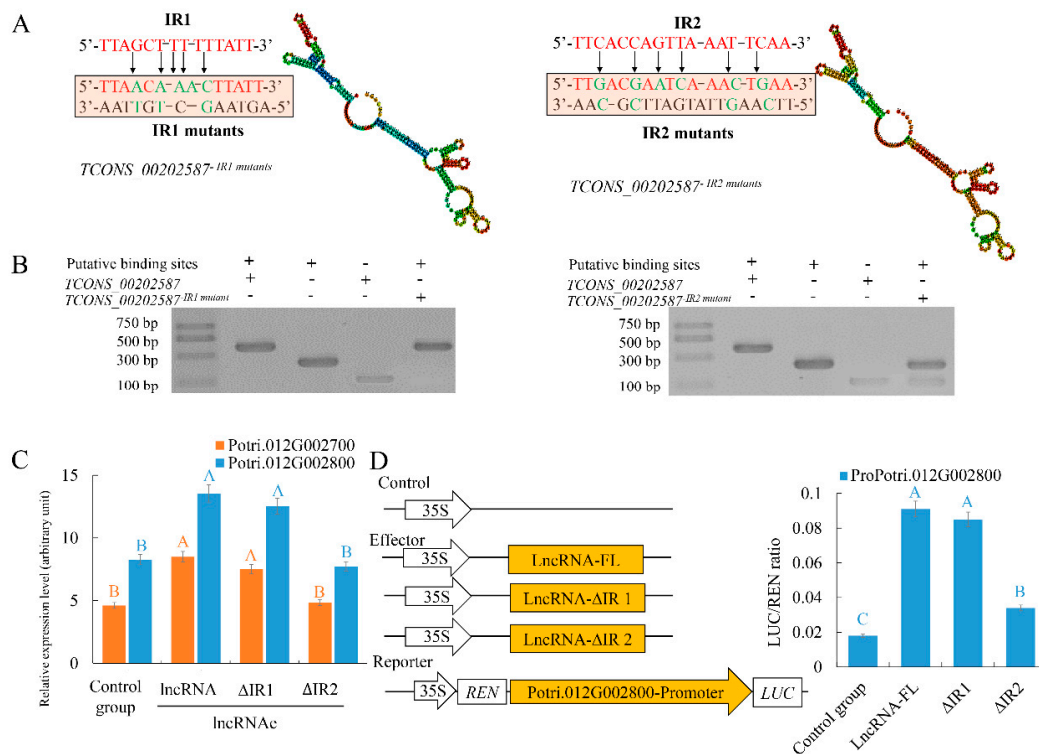 A
IR1
5'-TTAGCT-TT-TTTATT-3'
5'-TTAACA-AA-CTTATT-3'
3'-AATTGT-C-GAATGA-5'
IR1 mutants
TCONS_00202587-IR1 mutants
IR2
5'-TTCACCAGTTA-AAT-TCAA-3'
5'-TTGACGAATCA-AAC-TGAA-3'
3'-AAC-GCTTAGTATTGAACTT-5'
IR2 mutants
TCONS_00202587-IR2 mutants
B
Putative binding sites + + - +
TCONS_00202587 + - + -
TCONS_00202587-IR1 mutant - - - +
750 bp
500 bp
300 bp
100 bp
Putative binding sites + + - +
TCONS_00202587 + - + -
TCONS_00202587-IR2 mutant - - - +
750 bp
500 bp
300 bp
100 bp
C
Potri.012G002700
Potri.012G002800
Relative expression level (arbitrary unit)
15
10
5
0
B B A A A A B B
Control group
lncRNA
ΔIR1
ΔIR2
lncRNAc
D
Control
35S
Effector
35S LncRNA-FL
35S LncRNA-ΔIR 1
35S LncRNA-ΔIR 2
Reporter
35S REN Potri.012G002800-Promoter LUC
ProPotri.012G002800
LUC/REN ratio
0.1
0.08
0.06
0.04
0.02
0
C A A B
Control group
LncRNA-FL
ΔIR1
ΔIR2